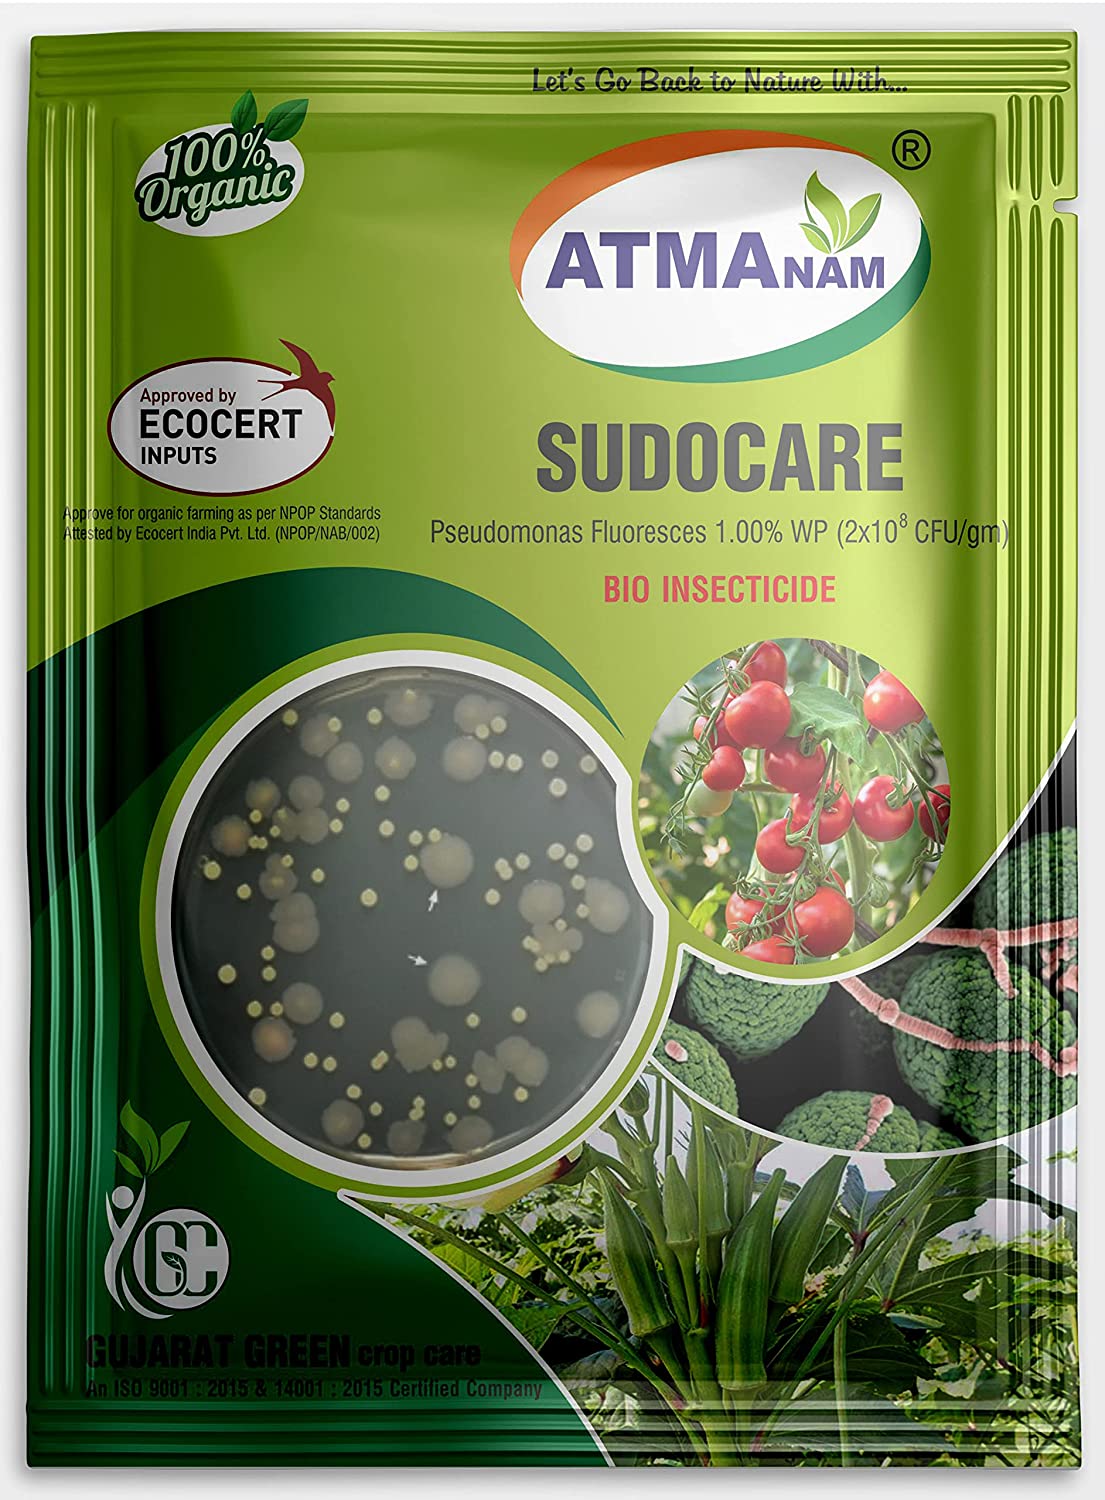 Let's Go Back to Nature With...
100%
Organic
ATMANAM ®
Approved by
ECOCERT
INPUTS
Approve for organic farming as per NPOP Standards
Attested by Ecocert India Pvt. Ltd. (NPOP/NAB/002)
SUDOCARE
Pseudomonas Fluoresces 1.00% WP (2x10⁸ CFU/gm)
BIO INSECTICIDE
GC
GUJARAT GREEN crop care
An ISO 9001 : 2015 & 14001 : 2015 Certified Company